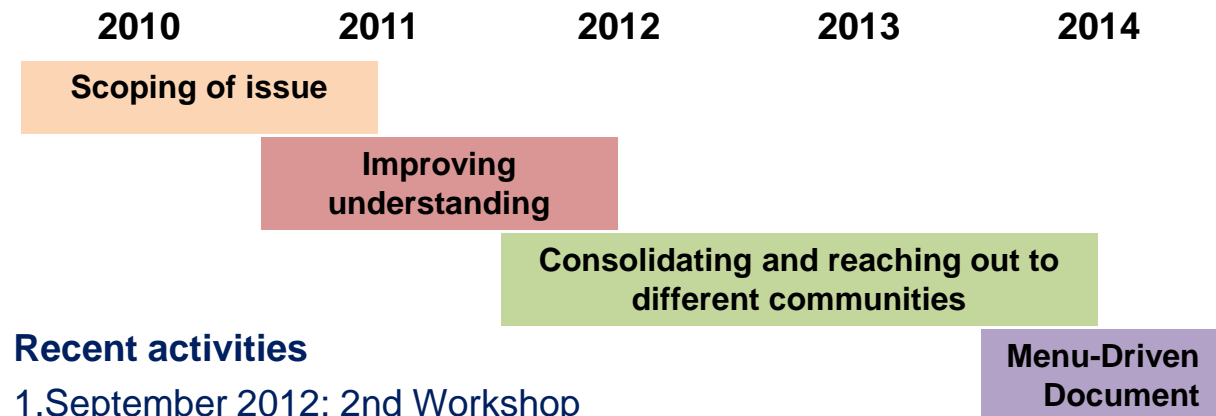 2010 2011 2012 2013 2014
Scoping of issue
Improving
understanding
Consolidating and reaching out to
different communities
Recent activities
Menu-Driven
Document
1.September 2012: 2nd Workshop